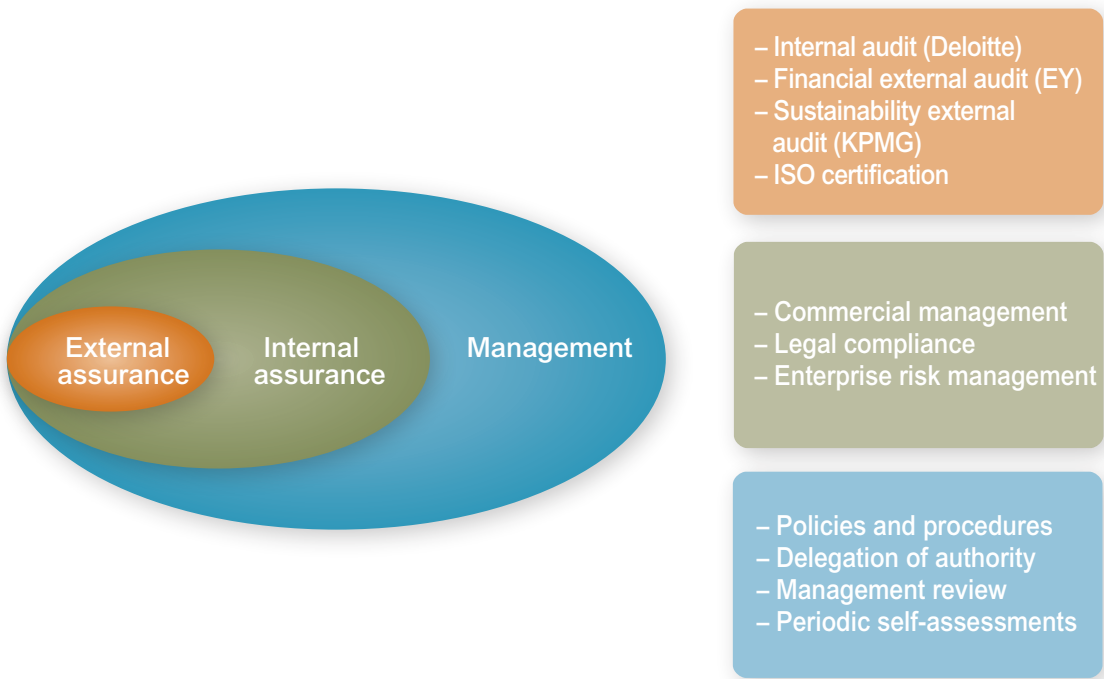 External
assurance
Internal
assurance
Management
– Internal audit (Deloitte)
– Financial external audit (EY)
– Sustainability external
audit (KPMG)
– ISO certification
– Commercial management
– Legal compliance
– Enterprise risk management
– Policies and procedures
– Delegation of authority
– Management review
– Periodic self-assessments